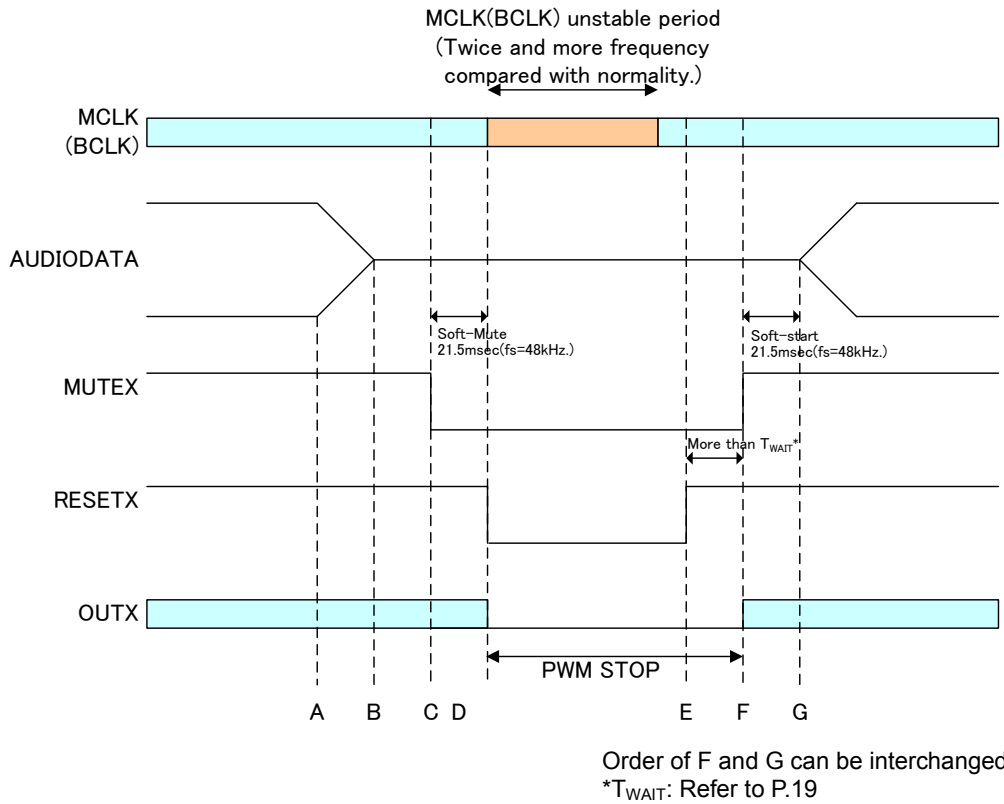 MCLK(BCLK) unstable period
(Twice and more frequency
compared with normality.)
MCLK
(BCLK)
AUDIODATA
Soft-Mute
21.5msec(fs=48kHz.)
Soft-start
21.5msec(fs=48kHz.)
MUTEX
More than TWAIT*
RESETX
OUTX
PWM STOP
A B C D E F G
Order of F and G can be interchanged
*TWAIT: Refer to P.19